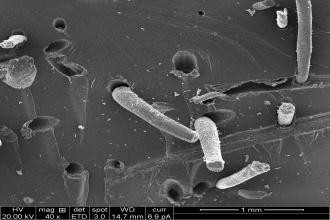 HV mag ⊞ det spot WD curr
20.00 kV 40 x ETD 3.0 14.7 mm 6.9 pA 1 mm